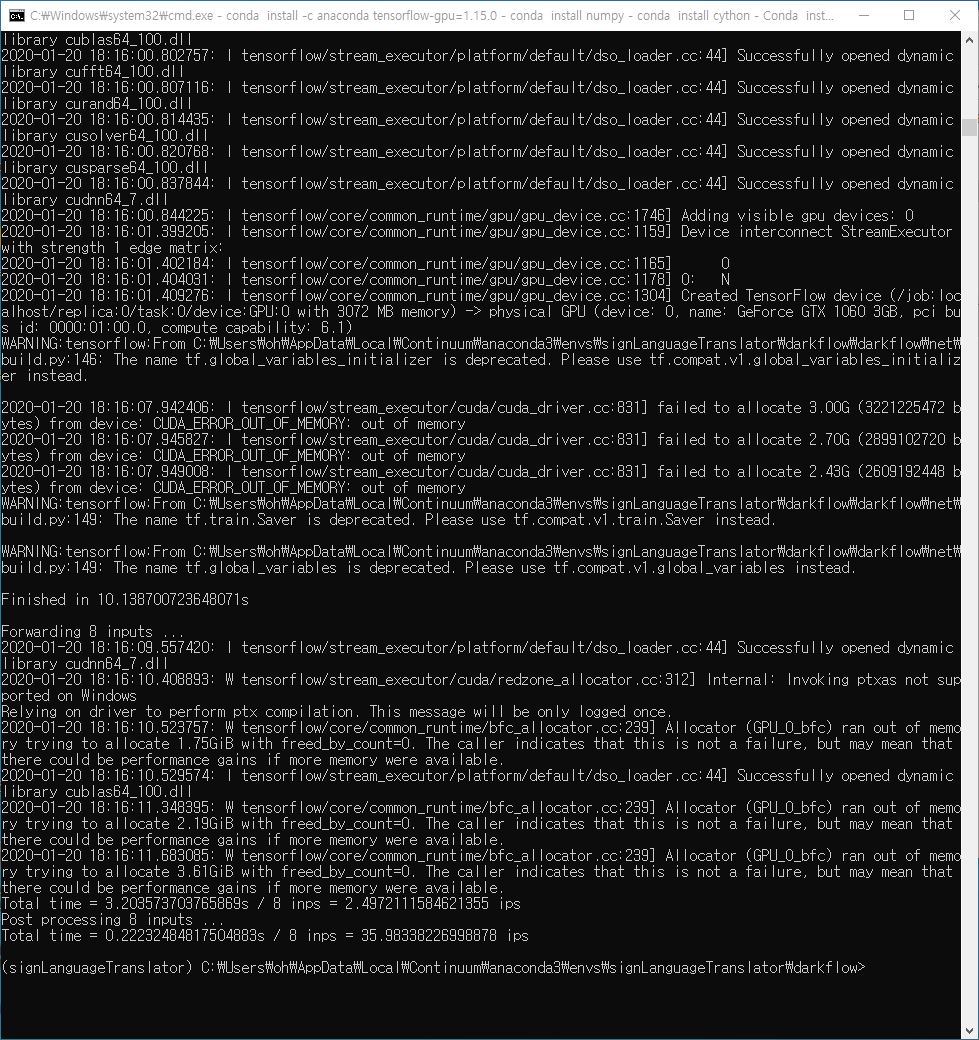 C:₩Windows₩system32₩cmd.exe - conda  install -c anaconda tensorflow-gpu=1.15.0 - conda  install numpy - conda  install cython - Conda  inst...
library cublas64_100.dll
2020-01-20 18:16:00.802757: I tensorflow/stream_executor/platform/default/dso_loader.cc:44] Successfully opened dynamic
library cufft64_100.dll
2020-01-20 18:16:00.807116: I tensorflow/stream_executor/platform/default/dso_loader.cc:44] Successfully opened dynamic
library curand64_100.dll
2020-01-20 18:16:00.814435: I tensorflow/stream_executor/platform/default/dso_loader.cc:44] Successfully opened dynamic
library cusolver64_100.dll
2020-01-20 18:16:00.820768: I tensorflow/stream_executor/platform/default/dso_loader.cc:44] Successfully opened dynamic
library cusparse64_100.dll
2020-01-20 18:16:00.837844: I tensorflow/stream_executor/platform/default/dso_loader.cc:44] Successfully opened dynamic
library cudnn64_7.dll
2020-01-20 18:16:00.844225: I tensorflow/core/common_runtime/gpu/gpu_device.cc:1746] Adding visible gpu devices: 0
2020-01-20 18:16:01.399205: I tensorflow/core/common_runtime/gpu/gpu_device.cc:1159] Device interconnect StreamExecutor
with strength 1 edge matrix:
2020-01-20 18:16:01.402184: I tensorflow/core/common_runtime/gpu/gpu_device.cc:1165]      0
2020-01-20 18:16:01.404031: I tensorflow/core/common_runtime/gpu/gpu_device.cc:1178] 0:   N
2020-01-20 18:16:01.409276: I tensorflow/core/common_runtime/gpu/gpu_device.cc:1304] Created TensorFlow device (/job:loc
alhost/replica:0/task:0/device:GPU:0 with 3072 MB memory) -> physical GPU (device: 0, name: GeForce GTX 1060 3GB, pci bu
s id: 0000:01:00.0, compute capability: 6.1)
WARNING:tensorflow:From C:₩Users₩oh₩AppData₩Local₩Continuum₩anaconda3₩envs₩signLanguageTranslator₩darkflow₩darkflow₩net₩
build.py:146: The name tf.global_variables_initializer is deprecated. Please use tf.compat.v1.global_variables_initializ
er instead.
2020-01-20 18:16:07.942406: I tensorflow/stream_executor/cuda/cuda_driver.cc:831] failed to allocate 3.00G (3221225472 b
ytes) from device: CUDA_ERROR_OUT_OF_MEMORY: out of memory
2020-01-20 18:16:07.945827: I tensorflow/stream_executor/cuda/cuda_driver.cc:831] failed to allocate 2.70G (2899102720 b
ytes) from device: CUDA_ERROR_OUT_OF_MEMORY: out of memory
2020-01-20 18:16:07.949008: I tensorflow/stream_executor/cuda/cuda_driver.cc:831] failed to allocate 2.43G (2609192448 b
ytes) from device: CUDA_ERROR_OUT_OF_MEMORY: out of memory
WARNING:tensorflow:From C:₩Users₩oh₩AppData₩Local₩Continuum₩anaconda3₩envs₩signLanguageTranslator₩darkflow₩darkflow₩net₩
build.py:149: The name tf.train.Saver is deprecated. Please use tf.compat.v1.train.Saver instead.
WARNING:tensorflow:From C:₩Users₩oh₩AppData₩Local₩Continuum₩anaconda3₩envs₩signLanguageTranslator₩darkflow₩darkflow₩net₩
build.py:149: The name tf.global_variables is deprecated. Please use tf.compat.v1.global_variables instead.
Finished in 10.138700723648071s
Forwarding 8 inputs ...
2020-01-20 18:16:09.557420: I tensorflow/stream_executor/platform/default/dso_loader.cc:44] Successfully opened dynamic
library cudnn64_7.dll
2020-01-20 18:16:10.408893: W tensorflow/stream_executor/cuda/redzone_allocator.cc:312] Internal: Invoking ptxas not sup
ported on Windows
Relying on driver to perform ptx compilation. This message will be only logged once.
2020-01-20 18:16:10.523757: W tensorflow/core/common_runtime/bfc_allocator.cc:239] Allocator (GPU_0_bfc) ran out of memo
ry trying to allocate 1.75GiB with freed_by_count=0. The caller indicates that this is not a failure, but may mean that
there could be performance gains if more memory were available.
2020-01-20 18:16:10.529574: I tensorflow/stream_executor/platform/default/dso_loader.cc:44] Successfully opened dynamic
library cublas64_100.dll
2020-01-20 18:16:11.348395: W tensorflow/core/common_runtime/bfc_allocator.cc:239] Allocator (GPU_0_bfc) ran out of memo
ry trying to allocate 2.19GiB with freed_by_count=0. The caller indicates that this is not a failure, but may mean that
there could be performance gains if more memory were available.
2020-01-20 18:16:11.683085: W tensorflow/core/common_runtime/bfc_allocator.cc:239] Allocator (GPU_0_bfc) ran out of memo
ry trying to allocate 3.61GiB with freed_by_count=0. The caller indicates that this is not a failure, but may mean that
there could be performance gains if more memory were available.
Total time = 3.203573703765869s / 8 inps = 2.4972111584621355 ips
Post processing 8 inputs ...
Total time = 0.22232484817504883s / 8 inps = 35.98338226998878 ips
(signLanguageTranslator) C:₩Users₩oh₩AppData₩Local₩Continuum₩anaconda3₩envs₩signLanguageTranslator₩darkflow>